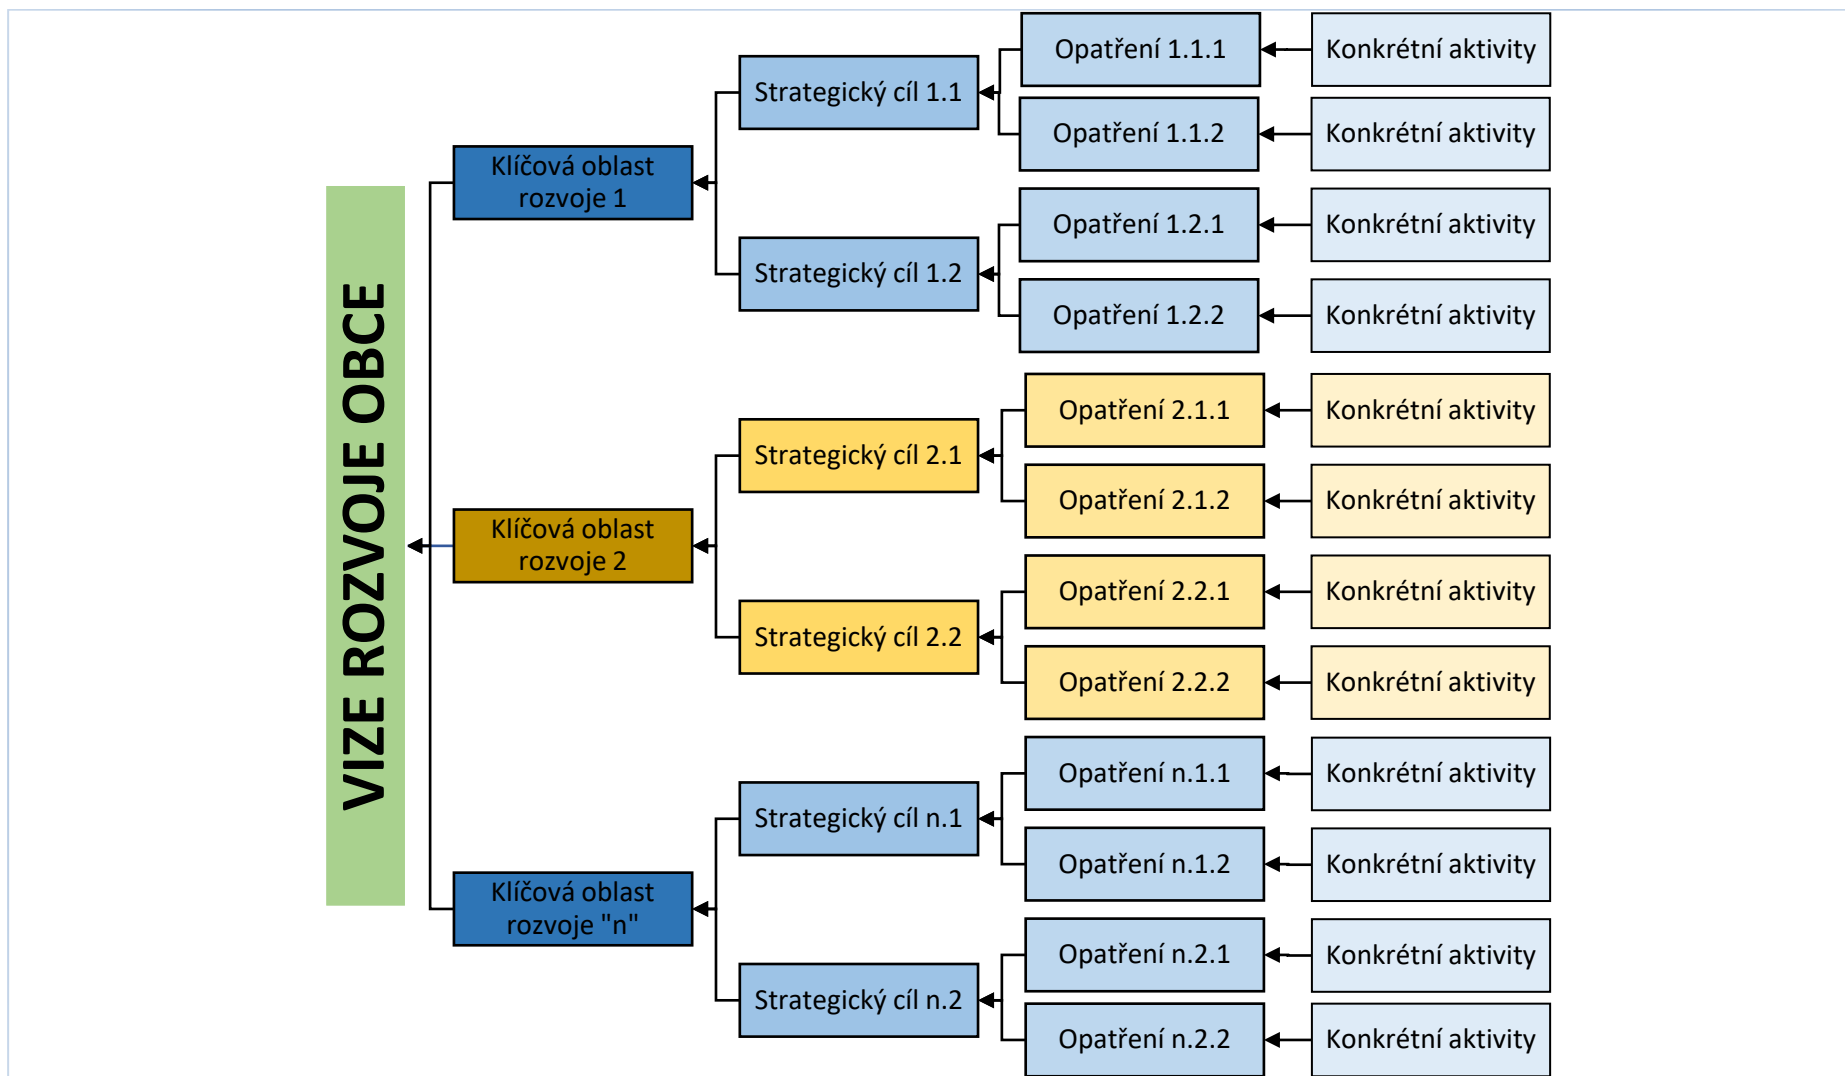 VIZE ROZVOJE OBCE
Klíčová oblast
rozvoje 1
Strategický cíl 1.1
Opatření 1.1.1
Konkrétní aktivity
Opatření 1.1.2
Konkrétní aktivity
Strategický cíl 1.2
Opatření 1.2.1
Konkrétní aktivity
Opatření 1.2.2
Konkrétní aktivity
Klíčová oblast
rozvoje 2
Strategický cíl 2.1
Opatření 2.1.1
Konkrétní aktivity
Opatření 2.1.2
Konkrétní aktivity
Strategický cíl 2.2
Opatření 2.2.1
Konkrétní aktivity
Opatření 2.2.2
Konkrétní aktivity
Klíčová oblast
rozvoje "n"
Strategický cíl n.1
Opatření n.1.1
Konkrétní aktivity
Opatření n.1.2
Konkrétní aktivity
Strategický cíl n.2
Opatření n.2.1
Konkrétní aktivity
Opatření n.2.2
Konkrétní aktivity